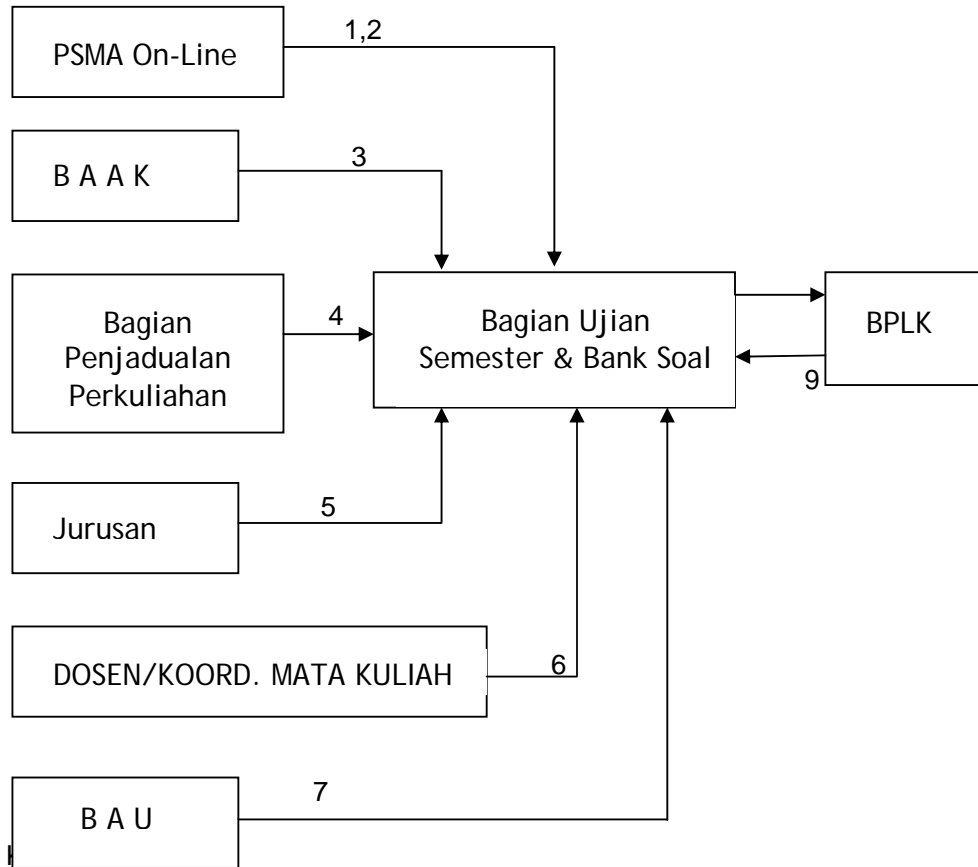 PSMA On-Line
1,2
B A A K
3
Bagian
Penjadualan
Perkuliahan
4
Bagian Ujian
Semester & Bank Soal
BPLK
9
Jurusan
5
DOSEN/KOORD. MATA KULIAH
6
B A U
7